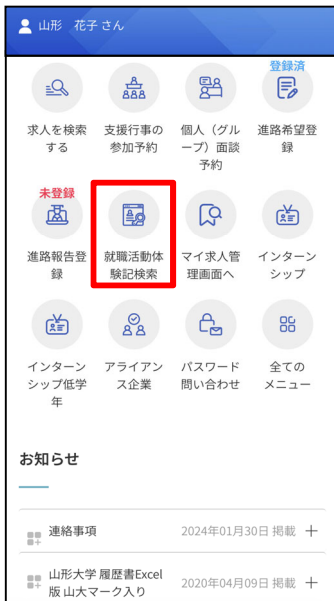 山形 花子 さん
登録済
求人を検索
する
支援行事の
参加予約
個人（グル
ープ）面談
予約
進路希望登
録
未登録
進路報告登
録
就職活動体
験記検索
マイ求人管
理画面へ
インターン
シップ
インターン
シップ低学
年
アライアン
ス企業
パスワード
問い合わせ
全ての
メニュー
お知らせ
連絡事項 2024年01月30日 掲載 +
山形大学 履歴書Excel
版 山大マーク入り 2020年04月09日 掲載 +